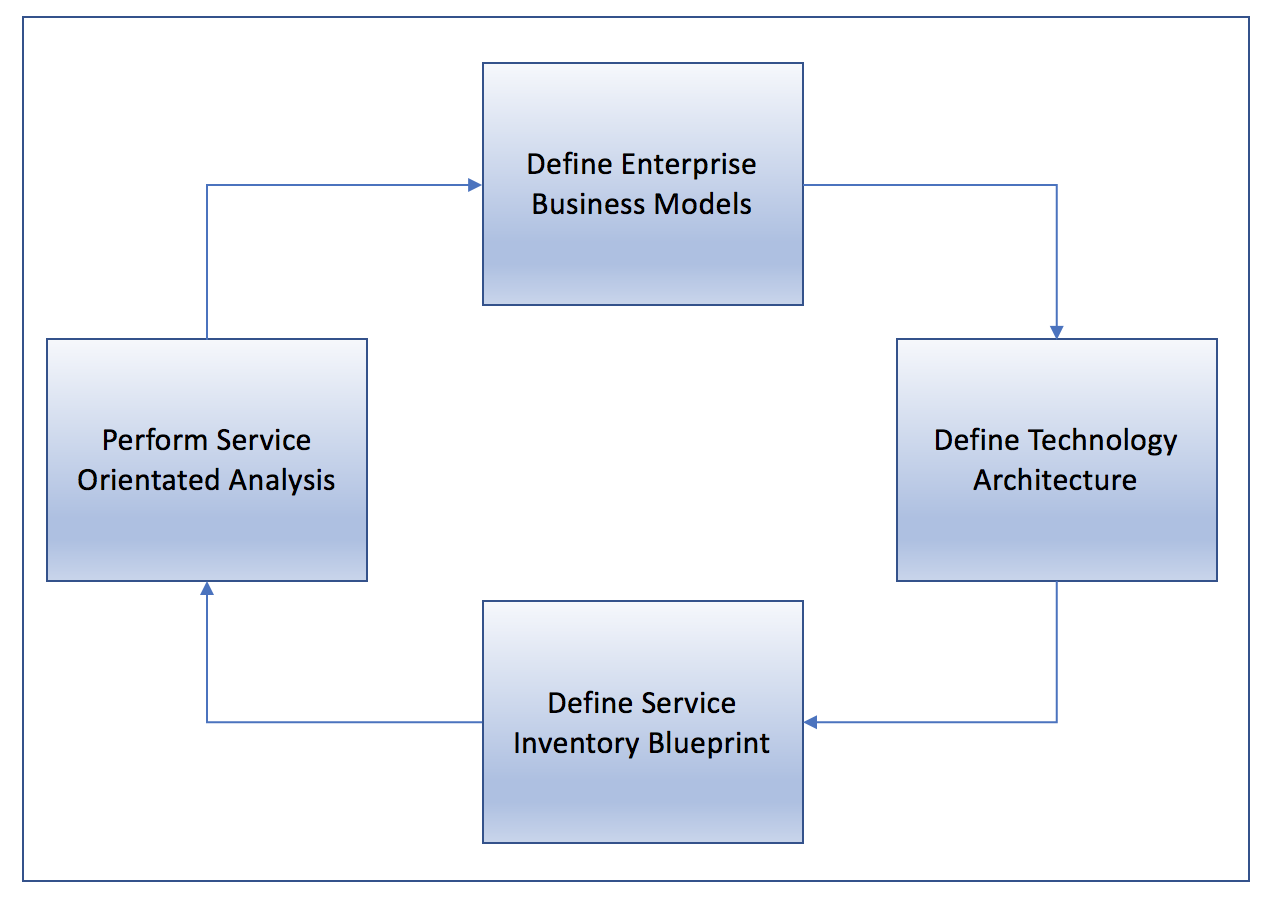 Define Enterprise
Business Models
Define Technology
Architecture
Define Service
Inventory Blueprint
Perform Service
Orientated Analysis